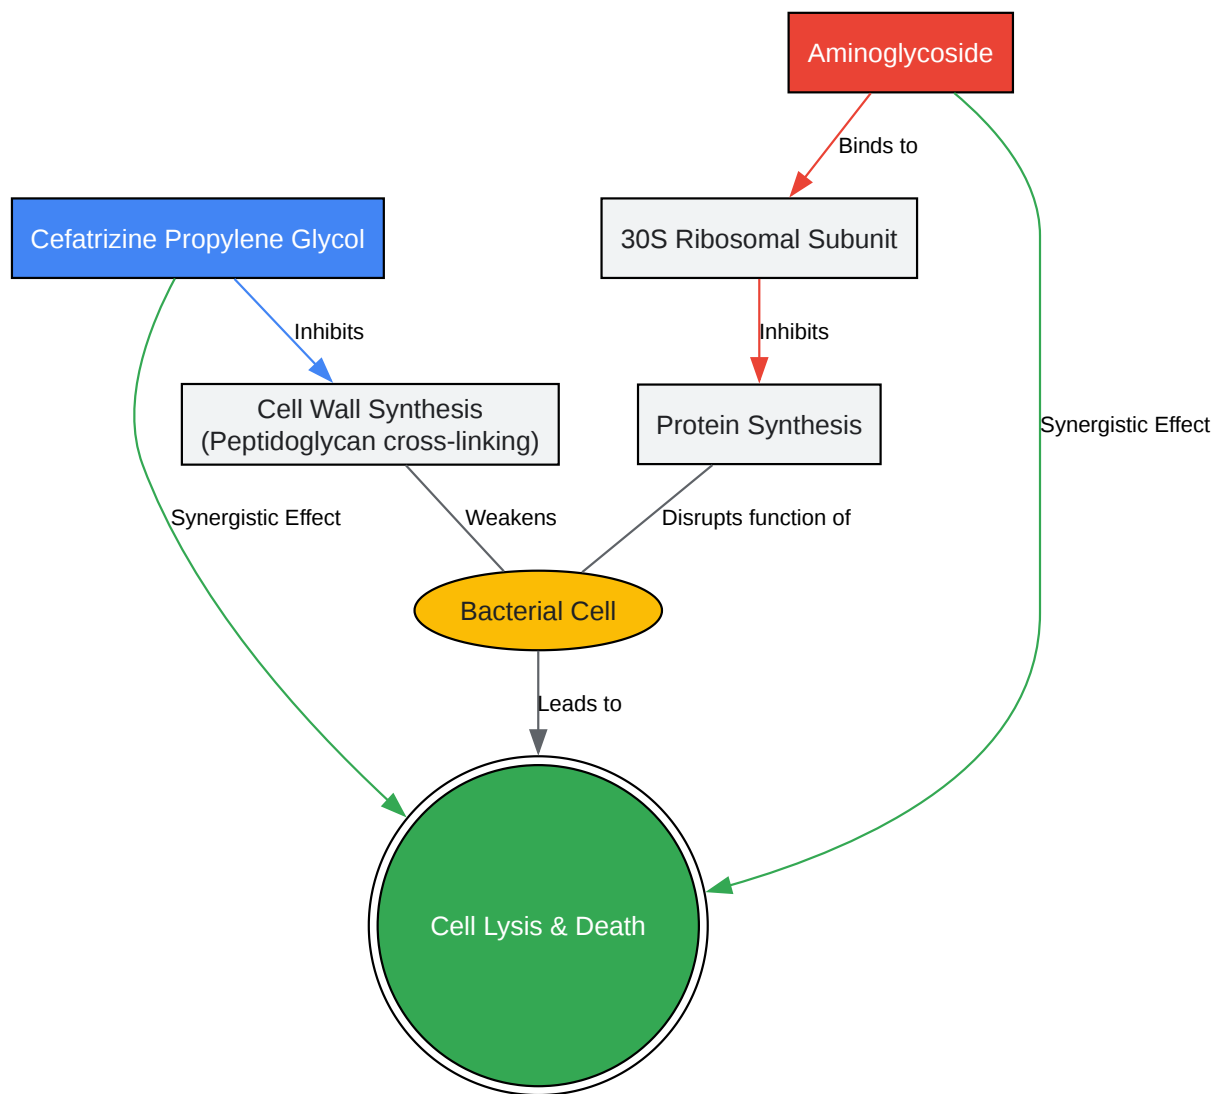 Aminoglycoside
Binds to
Cefatrizine Propylene Glycol
30S Ribosomal Subunit
Inhibits
Inhibits
Cell Wall Synthesis
(Peptidoglycan cross-linking)
Protein Synthesis
Synergistic Effect
Synergistic Effect
Weakens
Disrupts function of
Bacterial Cell
Leads to
Cell Lysis & Death